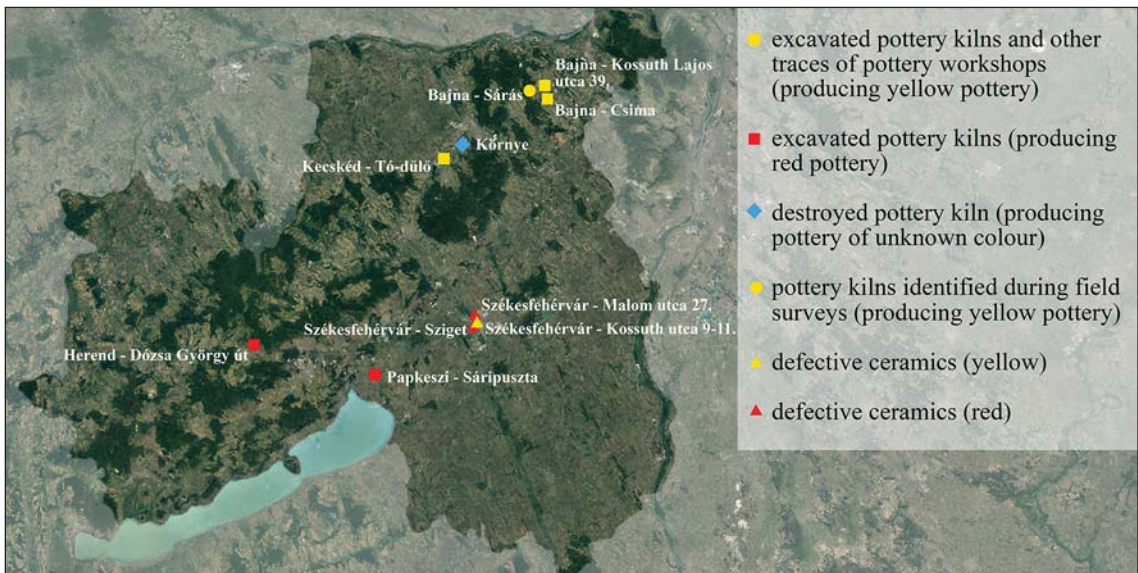 Bajna - Kossuth Lajos
utca 39,
Bajna - Sárás
Bajna - Csima
Környe
Kecskéd - Tó-dűlő
Székesfehérvár - Malom utca 27.
Székesfehérvár - Sziget
Székesfehérvár - Kossuth utca 9-11.
Herend - Dózsa György út
Papkeszi - Sáripuszta
excavated pottery kilns and other
traces of pottery workshops
(producing yellow pottery)
excavated pottery kilns (producing
red pottery)
destroyed pottery kiln (producing
pottery of unknown colour)
pottery kilns identified during field
surveys (producing yellow pottery)
defective ceramics (yellow)
defective ceramics (red)